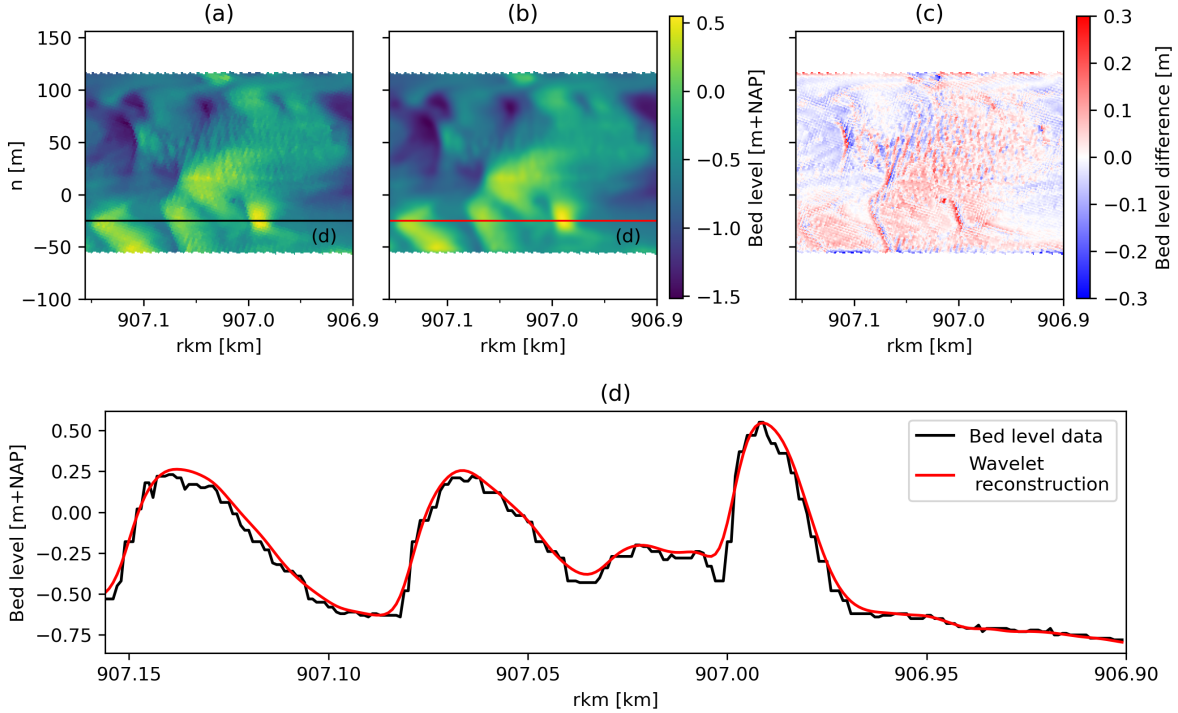 (a)
(b)
(c)
150
100
50
0
−50
−100
n [m]
(d)
(d)
907.1
907.0
906.9
rkm [km]
907.1
907.0
906.9
rkm [km]
0.5
0.0
−0.5
−1.0
−1.5
Bed level [m+NAP]
907.1
907.0
906.9
rkm [km]
0.3
0.2
0.1
0.0
−0.1
−0.2
−0.3
Bed level difference [m]
(d)
0.50
0.25
0.00
−0.25
−0.50
−0.75
Bed level [m+NAP]
Bed level data
Wavelet
reconstruction
907.15
907.10
907.05
907.00
906.95
906.90
rkm [km]